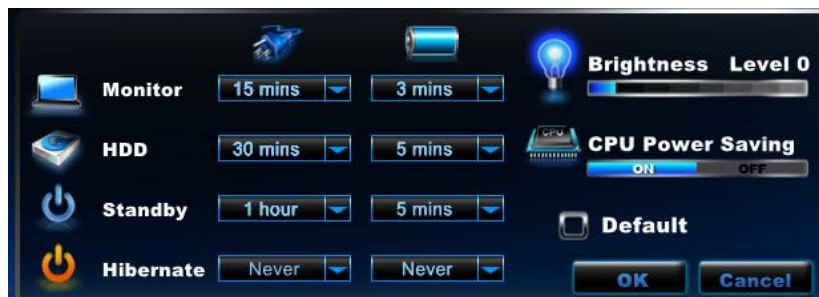 Brightness Level 0
Monitor 15 mins 3 mins
CPU
CPU Power Saving
HDD 30 mins 5 mins
ON OFF
Standby 1 hour 5 mins
Default
Hibernate Never Never
OK Cancel